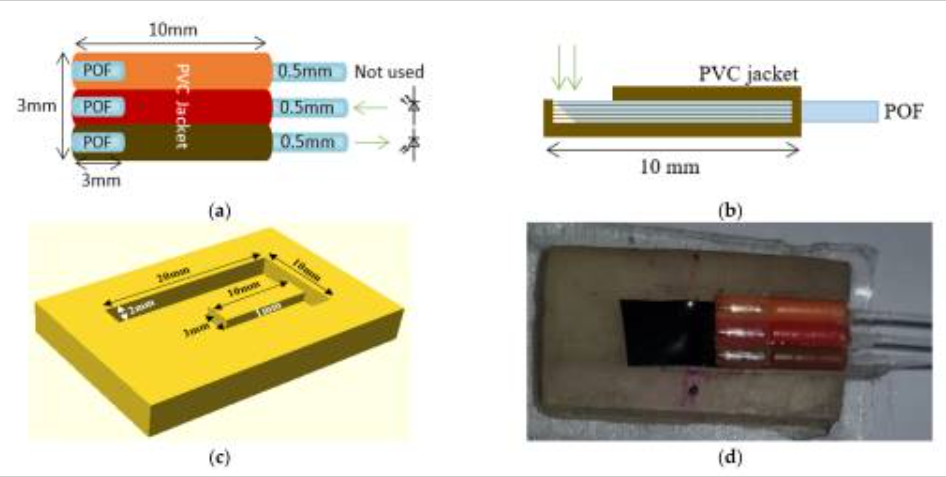 10mm
POF 0.5mm Not used
3mm POF PVC Jacket 0.5mm
POF 0.5mm
3mm
(a)
PVC jacket
POF
10 mm
(b)
20mm
10mm
10mm
2mm
1mm
3mm
(c)
(d)